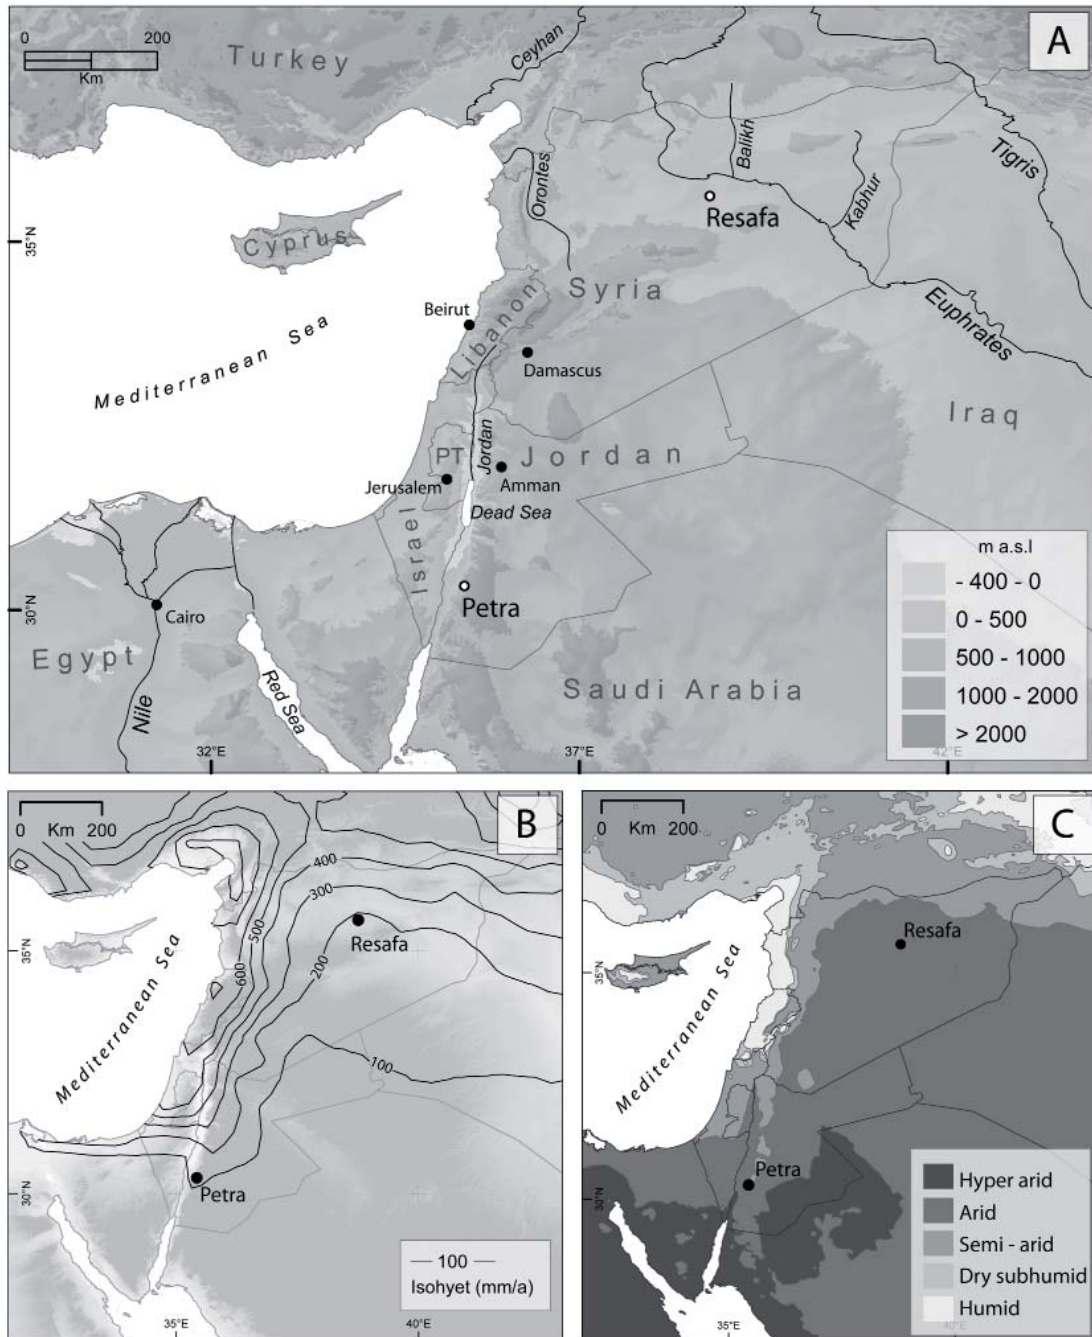 A
0 200
Km
Turkey
Ceyhan
Orontes
Balikh
Kabhur
Tigris
Resafa
35°N
Cyprus
Syria
Mediterranean Sea
Beirut
Libanon
Damascus
Euphrates
Iraq
PT
Jordan
Jordan
Jerusalem
Amman
Dead Sea
Israel
Petra
30°N
Cairo
Egypt
Nile
Red Sea
Saudi Arabia
m a.s.l
- 400 - 0
0 - 500
500 - 1000
1000 - 2000
> 2000
32°E
37°E
42°E
B
0 Km 200
400
300
500
200
600
100
Resafa
35°N
Mediterranean Sea
Petra
30°N
— 100 —
Isohyet (mm/a)
35°E
40°E
C
0 Km 200
Resafa
35°N
Mediterranean Sea
Petra
30°N
Hyper arid
Arid
Semi - arid
Dry subhumid
Humid
35°E
40°E